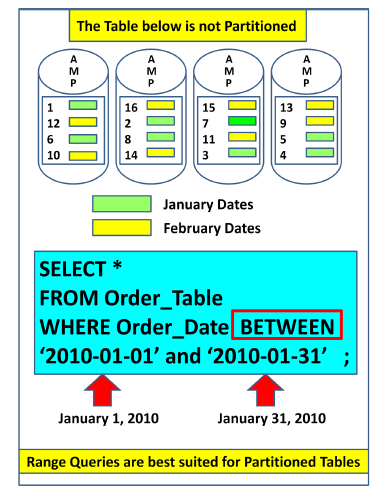 The Table below is not Partitioned
A A A A
M M M M
P P P P
1 16 15 13
12 2 7 9
6 8 11 5
10 14 3 4
January Dates
February Dates
SELECT *
FROM Order_Table
WHERE Order_Date BETWEEN
‘2010-01-01’ and ‘2010-01-31’ ;
January 1, 2010 January 31, 2010
Range Queries are best suited for Partitioned Tables